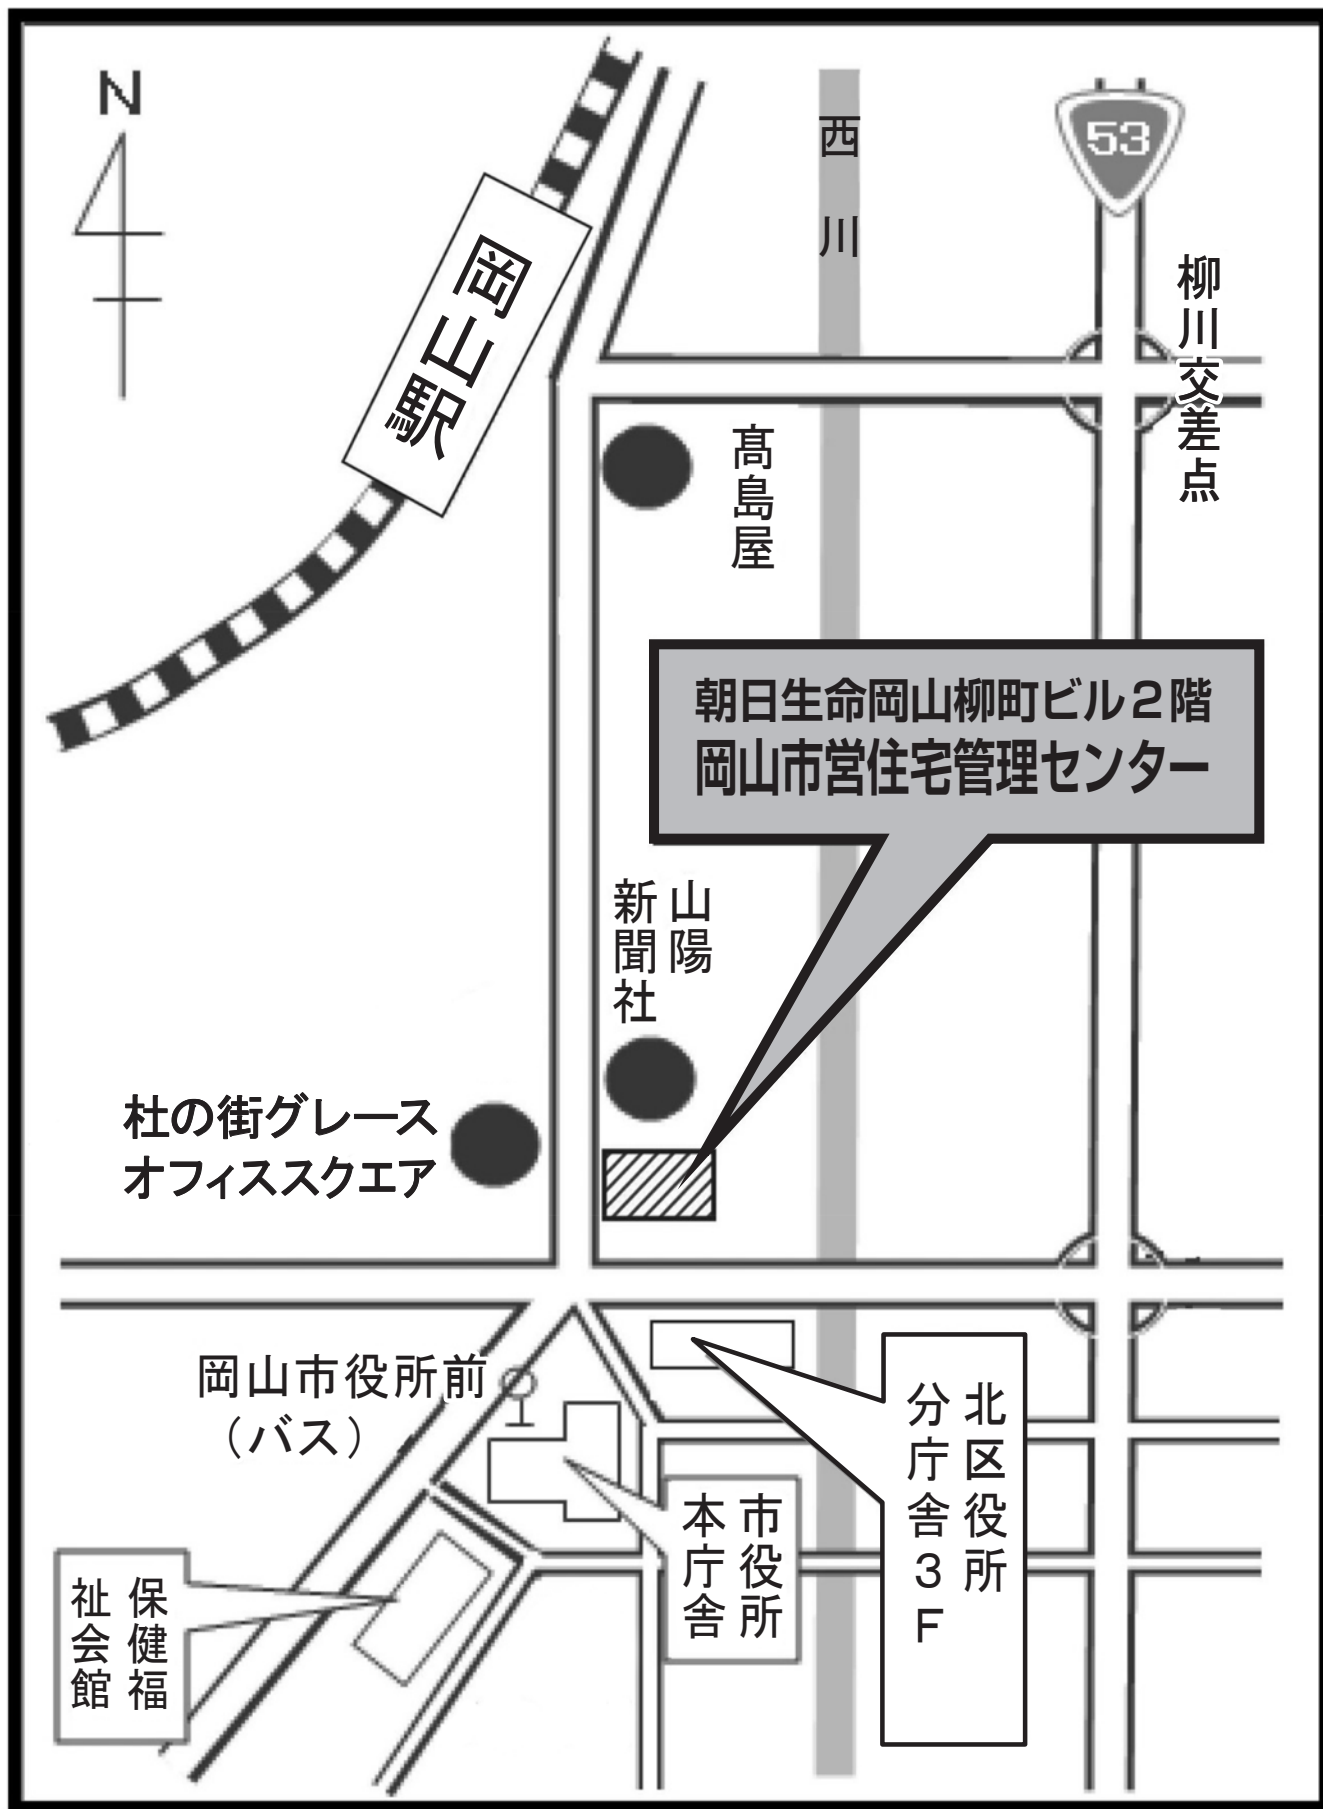 N
西川
53
柳川交差点
岡山駅
髙島屋
朝日生命岡山柳町ビル2階
岡山市営住宅管理センター
山陽
新聞社
杜の街グレース
オフィススクエア
岡山市役所前
(バス)
北区役所
分庁舎3F
市役所
本庁舎
保健福
祉会館